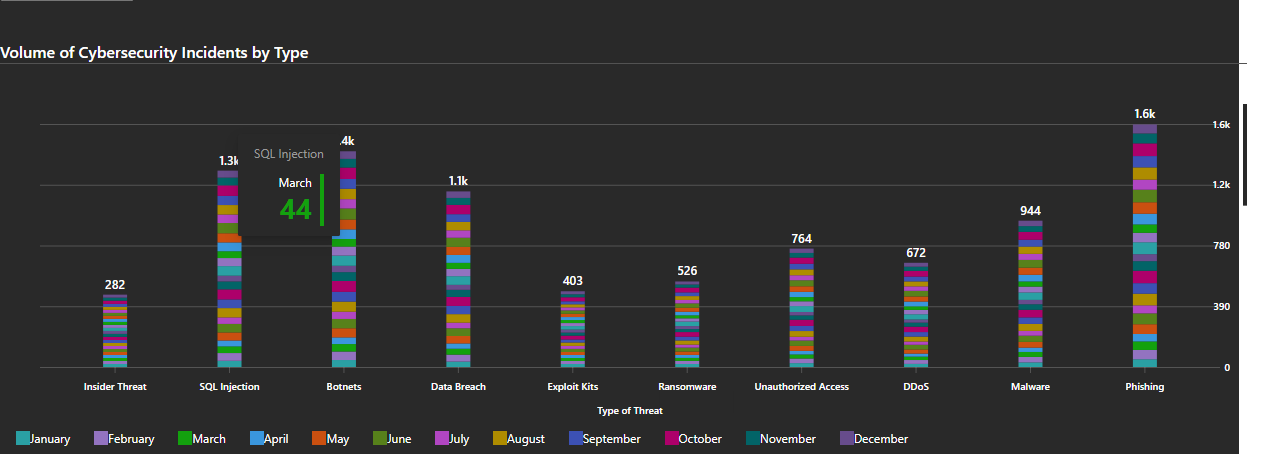 Volume of Cybersecurity Incidents by Type
1.6k
1.2k
780
390
0
282
1.3k
.4k
1.1k
403
526
764
672
944
1.6k
SQL Injection
March
44
Insider Threat
SQL Injection
Botnets
Data Breach
Exploit Kits
Ransomware
Unauthorized Access
DDoS
Malware
Phishing
Type of Threat
January
February
March
April
May
June
July
August
September
October
November
December